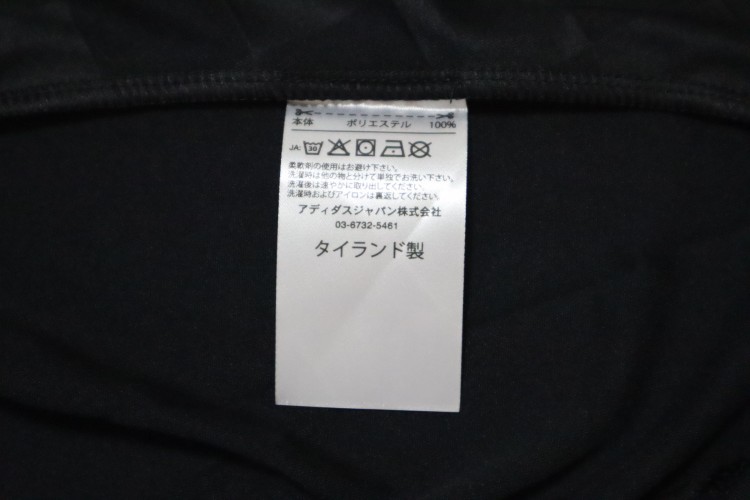 本体 ポリエステル 100%
JA: 30
柔軟剤の使用はお避け下さい。
洗濯時は他の物と分けて単独でお洗い下さい。
洗濯後は速やかに取り出してください。
洗濯時およびアイロンは裏返してください。
アディダスジャパン株式会社
03-6732-5461
タイランド製